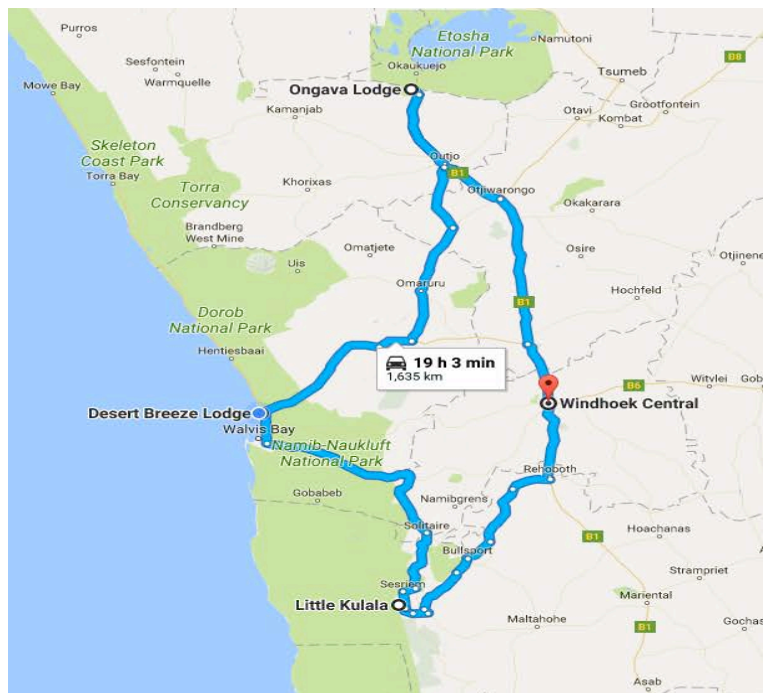 Purros
Etosha
National Park
Namutoni
Sesfontein
Okaukuejo
B8
Warmquelle
Tsumeb
Mowe Bay
Ongava Lodge
Grootfontein
Kamanjab
Otavi
Kombat
Skeleton
Coast Park
Outjo
B1
Torra Bay
Khorixas
Otjiwarongo
Torra
Conservancy
Okakarara
Brandberg
West Mine
Omatjete
Osire
Otjinene
Uis
Hochfeld
Omaruru
B1
Dorob
National Park
Hentiesbaai
19 h 3 min
1,635 km
B6
Witvlei
Gob
Desert Breeze Lodge
Windhoek Central
Walvis Bay
Namib-Naukluft
National Park
Rehoboth
Gobabeb
Namibgrens
Solitaire
Hoachanas
B1
Bullsport
Strampriet
Sesriem
Little Kulala
Mariental
Maltahohe
B1
Gochas
Asab